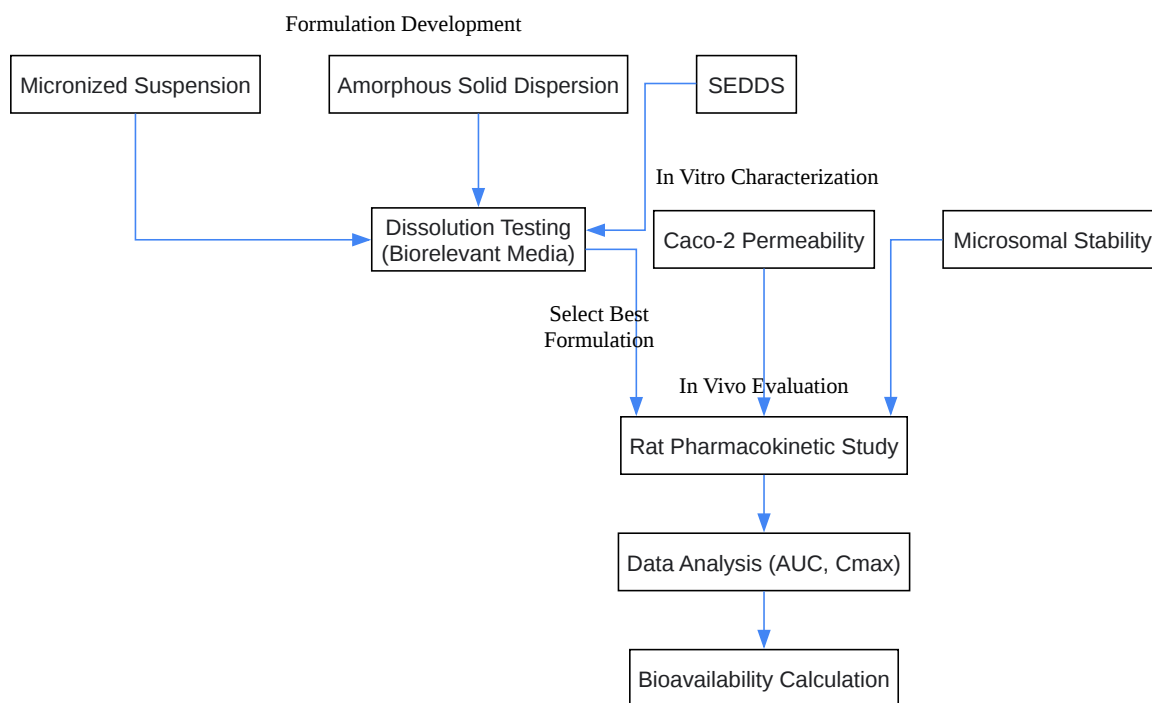 Formulation Development
Micronized Suspension
Amorphous Solid Dispersion
SEDDS
In Vitro Characterization
Dissolution Testing
(Biorelevant Media)
Caco-2 Permeability
Microsomal Stability
Select Best
Formulation
In Vivo Evaluation
Rat Pharmacokinetic Study
Data Analysis (AUC, Cmax)
Bioavailability Calculation